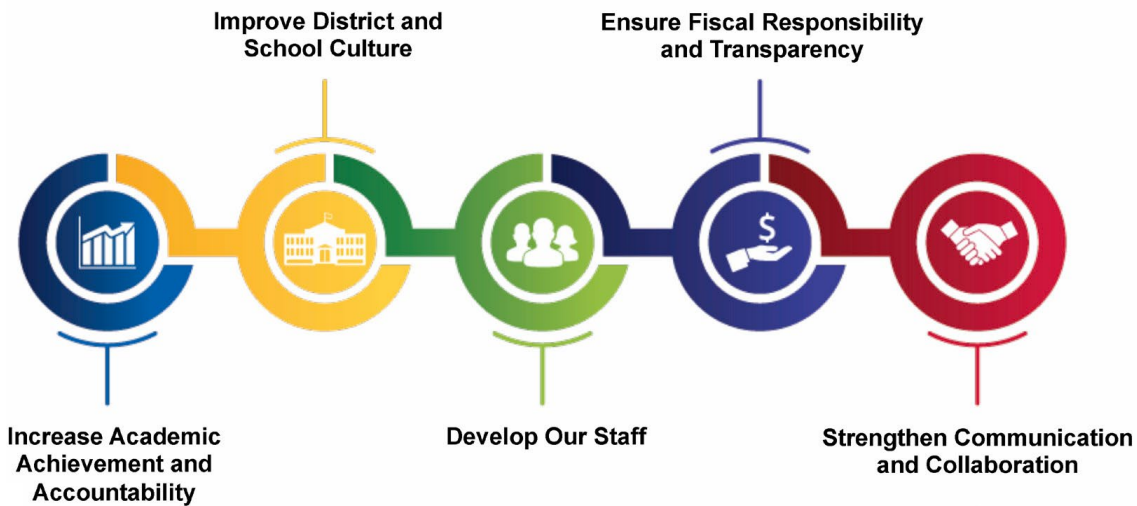 Improve District and
School Culture
Ensure Fiscal Responsibility
and Transparency
$
Increase Academic
Achievement and
Accountability
Develop Our Staff
Strengthen Communication
and Collaboration